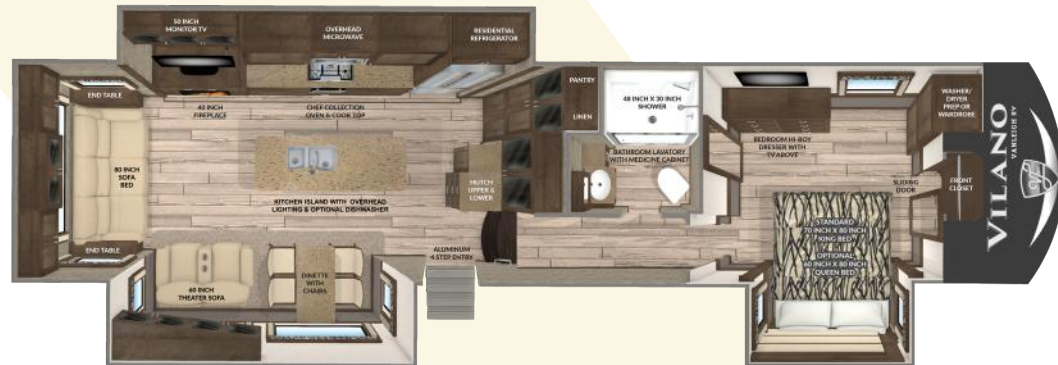 50 INCH
MONITOR TV
OVERHEAD
MICROWAVE
RESIDENTIAL
REFRIGERATOR
END TABLE
40 INCH
FIREPLACE
CHEF COLLECTION
OVEN & COOK TOP
PANTRY
LINEN
48 INCH X 30 INCH
SHOWER
WASHER/
DRYER
PREP OR
WARDROBE
BEDROOM HI-BOY
DRESSER WITH
TV ABOVE
BATHROOM LAVATORY
WITH MEDICINE CABINET
80 INCH
SOFA
BED
HUTCH
UPPER &
LOWER
SLIDING
DOOR
FRONT
CLOSET
KITCHEN ISLAND WITH OVERHEAD
LIGHTING & OPTIONAL DISHWASHER
END TABLE
ALUMINUM
4 STEP ENTRY
STANDARD
70 INCH X 80 INCH
KING BED
OPTIONAL
60 INCH X 80 INCH
QUEEN BED
60 INCH
THEATER SOFA
DINETTE
WITH
CHAIRS
VILANO
VANLEIGH RV